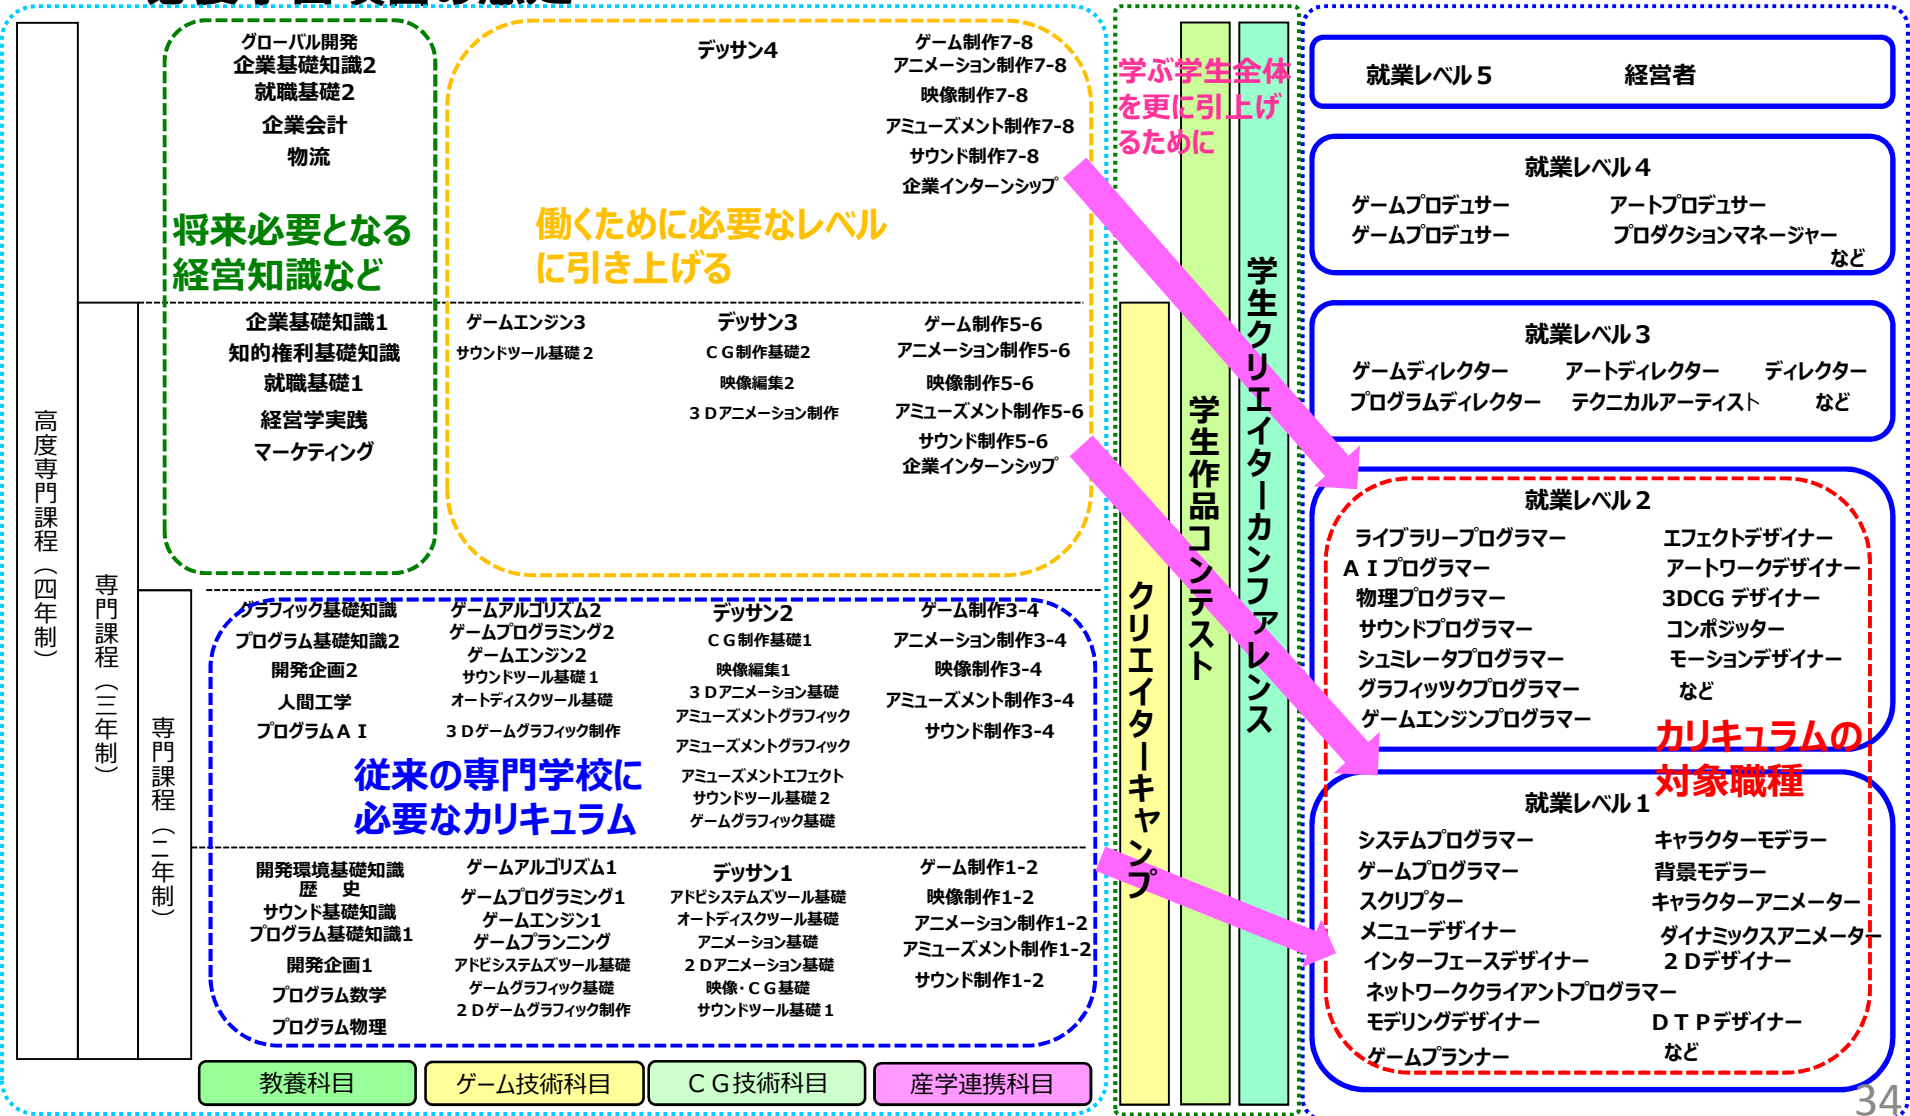 高度専門課程（四年制）
専門課程（三年制）
専門課程（二年制）
グローバル開発
企業基礎知識2
就職基礎2
企業会計
物流
将来必要となる
経営知識など
デッサン4
ゲーム制作7-8
アニメーション制作7-8
映像制作7-8
アミューズメント制作7-8
サウンド制作7-8
企業インターンシップ
働くために必要なレベル
に引き上げる
企業基礎知識1
知的権利基礎知識
就職基礎1
経営学実践
マーケティング
ゲームエンジン3
サウンドツール基礎２
デッサン3
ＣＧ制作基礎2
映像編集2
３Ｄアニメーション制作
ゲーム制作5-6
アニメーション制作5-6
映像制作5-6
アミューズメント制作5-6
サウンド制作5-6
企業インターンシップ
グラフィック基礎知識
プログラム基礎知識2
開発企画2
人間工学
プログラムＡＩ
ゲームアルゴリズム2
ゲームプログラミング2
ゲームエンジン2
サウンドツール基礎１
オートディスクツール基礎
３Ｄゲームグラフィック制作
デッサン2
ＣＧ制作基礎1
映像編集1
３Ｄアニメーション基礎
アミューズメントグラフィック
アミューズメントグラフィック
アミューズメントエフェクト
サウンドツール基礎２
ゲームグラフィック基礎
ゲーム制作3-4
アニメーション制作3-4
映像制作3-4
アミューズメント制作3-4
サウンド制作3-4
従来の専門学校に
必要なカリキュラム
開発環境基礎知識
歴　史
サウンド基礎知識
プログラム基礎知識1
開発企画1
プログラム数学
プログラム物理
ゲームアルゴリズム1
ゲームプログラミング1
ゲームエンジン1
ゲームプランニング
アドビシステムズツール基礎
ゲームグラフィック基礎
２Ｄゲームグラフィック制作
デッサン1
アドビシステムズツール基礎
オートディスクツール基礎
アニメーション基礎
２Ｄアニメーション基礎
映像・ＣＧ基礎
サウンドツール基礎１
ゲーム制作1-2
映像制作1-2
アニメーション制作1-2
アミューズメント制作1-2
サウンド制作1-2
教養科目
ゲーム技術科目
ＣＧ技術科目
産学連携科目
学ぶ学生全体
を更に引上げ
るために
クリエイターキャンプ
学生作品コンテスト
学生クリエイターカンファレンス
就業レベル５　経営者
就業レベル４
ゲームプロデュサー　アートプロデュサー
ゲームプロデュサー　プロダクションマネージャー
など
就業レベル３
ゲームディレクター　アートディレクター　ディレクター
プログラムディレクター　テクニカルアーティスト　など
就業レベル２
ライブラリープログラマー　エフェクトデザイナー
ＡＩプログラマー　アートワークデザイナー
物理プログラマー　3DCG デザイナー
サウンドプログラマー　コンポジッター
シュミレータプログラマー　モーションデザイナー
グラフィッツクプログラマー　など
ゲームエンジンプログラマー
カリキュラムの
対象職種
就業レベル１
システムプログラマー　キャラクターモデラー
ゲームプログラマー　背景モデラー
スクリプター　キャラクターアニメーター
メニューデザイナー　ダイナミックスアニメーター
インターフェースデザイナー　２Ｄデザイナー
ネットワーククライアントプログラマー
モデリングデザイナー　ＤＴＰデザイナー
ゲームプランナー　など
34